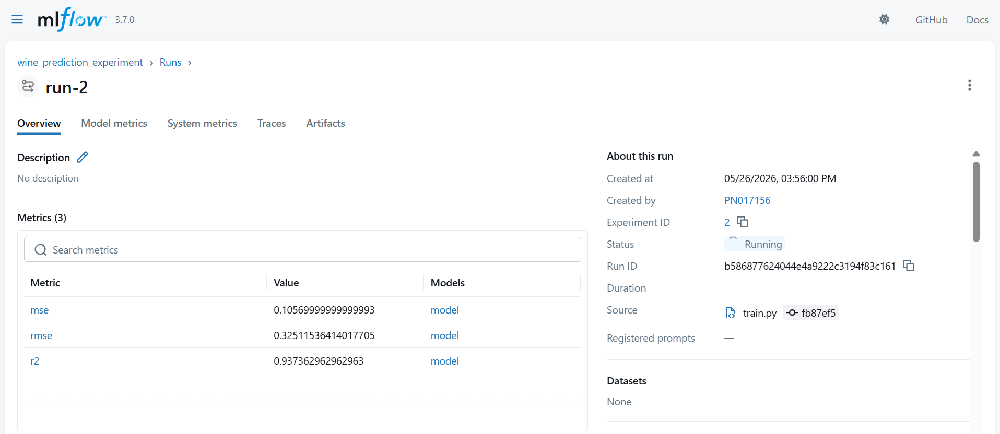 mlflow™ 3.7.0 GitHub Docs
wine_prediction_experiment > Runs >
run-2
Overview Model metrics System metrics Traces Artifacts
Description
No description
Metrics (3)
Search metrics
Metric Value Models
mse 0.10569999999999993 model
rmse 0.32511536414017705 model
r2 0.937362962962963 model
About this run
Created at 05/26/2026, 03:56:00 PM
Created by PN017156
Experiment ID 2
Status Running
Run ID b586877624044e4a9222c3194f83c161
Duration
Source train.py fb87ef5
Registered prompts —
Datasets
None